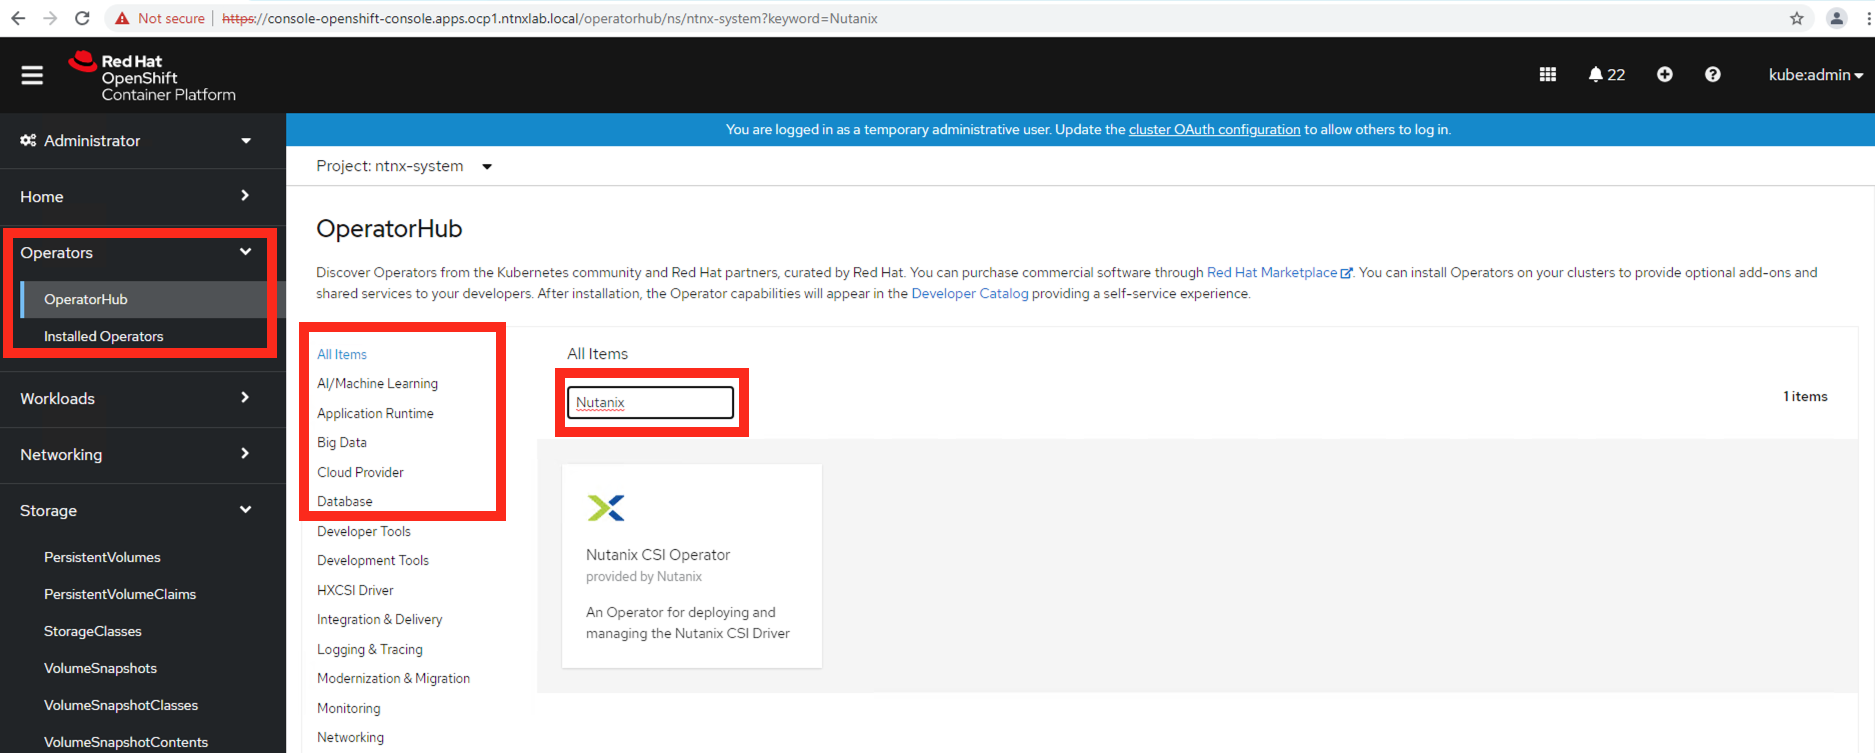 Not secure | https://console-openshift-console.apps.ocp1.ntnxlab.local/operatorhub/ns/ntnx-system?keyword=Nutanix
Red Hat
OpenShift
Container Platform
22
kube:admin
Administrator
Home
Operators
OperatorHub
Installed Operators
Workloads
Networking
Storage
PersistentVolumes
PersistentVolumeClaims
StorageClasses
VolumeSnapshots
VolumeSnapshotClasses
VolumeSnapshotContents
You are logged in as a temporary administrative user. Update the cluster OAuth configuration to allow others to log in.
Project: ntnx-system
OperatorHub
Discover Operators from the Kubernetes community and Red Hat partners, curated by Red Hat. You can purchase commercial software through Red Hat Marketplace. You can install Operators on your clusters to provide optional add-ons and
shared services to your developers. After installation, the Operator capabilities will appear in the Developer Catalog providing a self-service experience.
All Items
AI/Machine Learning
Application Runtime
Big Data
Cloud Provider
Database
Developer Tools
Development Tools
HXCSI Driver
Integration & Delivery
Logging & Tracing
Modernization & Migration
Monitoring
Networking
All Items
Nutanix
1 items
Nutanix CSI Operator
provided by Nutanix
An Operator for deploying and
managing the Nutanix CSI Driver